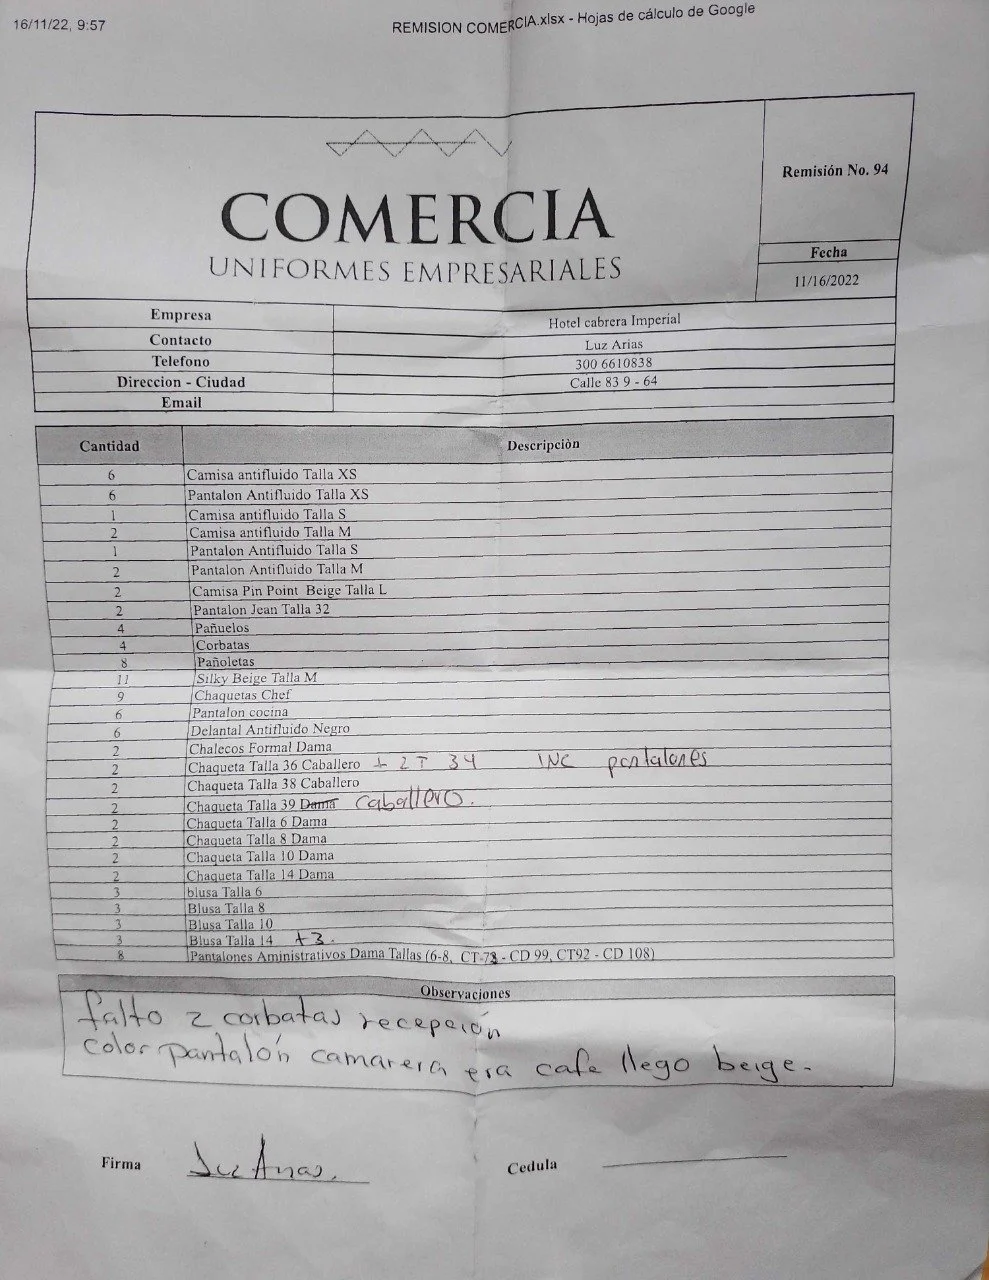 16/11/22, 9:57 REMISION COMERCIA.xlsx - Hojas de cálculo de Google
COMERCIA
UNIFORMES EMPRESARIALES
Remisión No. 94
Fecha
11/16/2022
Empresa Hotel cabrera Imperial
Contacto Luz Arias
Telefono 300 6610838
Direccion - Ciudad Calle 83 9 - 64
Email
Cantidad Descripciòn
6 Camisa antifluido Talla XS
6 Pantalon Antifluido Talla XS
1 Camisa antifluido Talla S
2 Camisa antifluido Talla M
1 Pantalon Antifluido Talla S
2 Pantalon Antifluido Talla M
2 Camisa Pin Point Beige Talla L
2 Pantalon Jean Talla 32
4 Pañuelos
4 Corbatas
8 Pañoletas
11 Silky Beige Talla M
9 Chaquetas Chef
6 Pantalon cocina
6 Delantal Antifluido Negro
2 Chalecos Formal Dama
2 Chaqueta Talla 36 Caballero + 2 T 34 INC pantalones
2 Chaqueta Talla 38 Caballero
2 Chaqueta Talla 39 Dama caballero.
2 Chaqueta Talla 6 Dama
2 Chaqueta Talla 8 Dama
2 Chaqueta Talla 10 Dama
2 Chaqueta Talla 14 Dama
3 blusa Talla 6
3 Blusa Talla 8
3 Blusa Talla 10
3 Blusa Talla 14 +3.
8 Pantalones Aministrativos Dama Tallas (6-8, - CD 99, CT92 - CD 108)
Observaciones
falto 2 corbatas recepción
color pantalón camarera era cafe llego beige.
Firma Luz Arias. Cedula